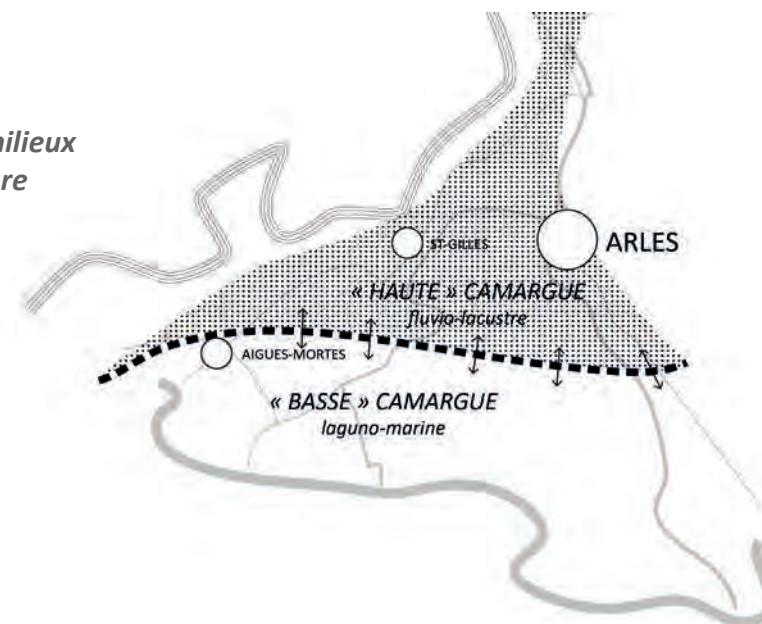 milieux
re
ST-GILLES
ARLES
« HAUTE » CAMARGUE
fluvio-lacustre
AIGUES-MORTES
« BASSE » CAMARGUE
laguno-marine